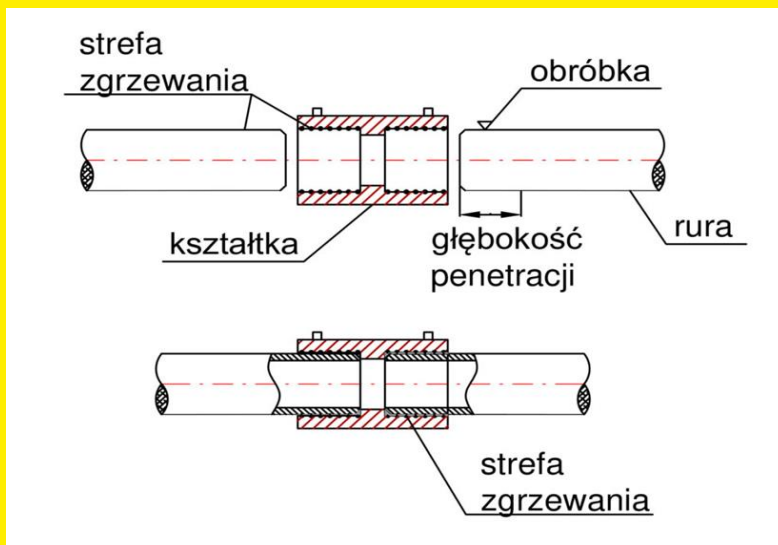 strefa
zgrzewania
obróbka
kształtka
głębokość
penetracji
rura
strefa
zgrzewania